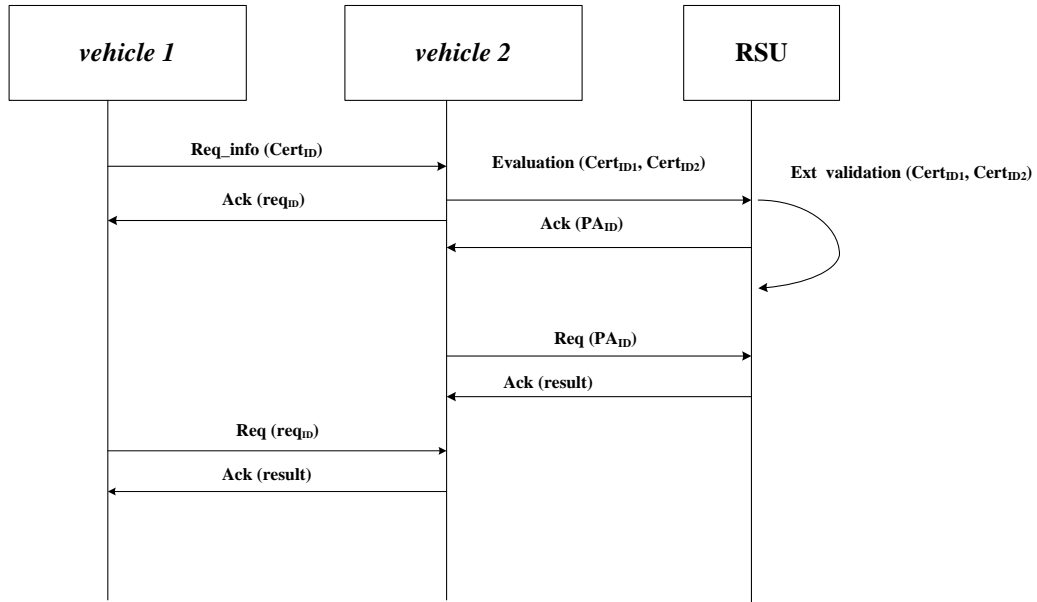 vehicle 1
vehicle 2
RSU
Req_info (CertID)
Evaluation (CertID1, CertID2)
Ext validation (CertID1, CertID2)
Ack (reqID)
Ack (PAID)
Req (PAID)
Ack (result)
Req (reqID)
Ack (result)